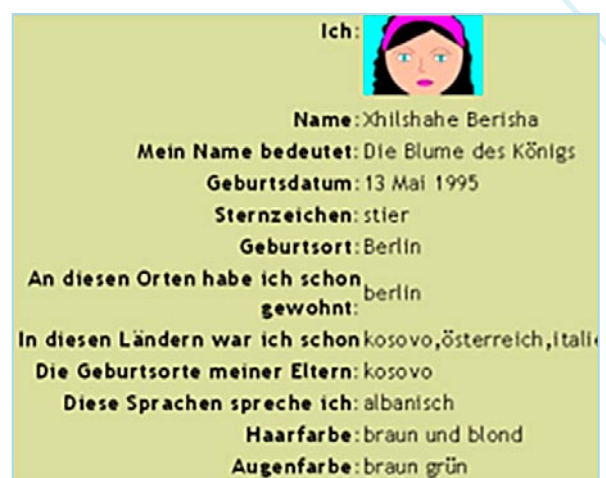 Ich:
Name: Xhilshahe Berisha
Mein Name bedeutet: Die Blume des Königs
Geburtsdatum: 13 Mai 1995
Sternzeichen: stier
Geburtsort: Berlin
An diesen Orten habe ich schon
gewohnt: berlin
In diesen Ländern war ich schon kosovo,österreich,
Die Geburtsorte meiner Eltern: kosovo
Diese Sprachen spreche ich: albanisch
Haarfarbe: braun und blond
Augenfarbe: braun grün